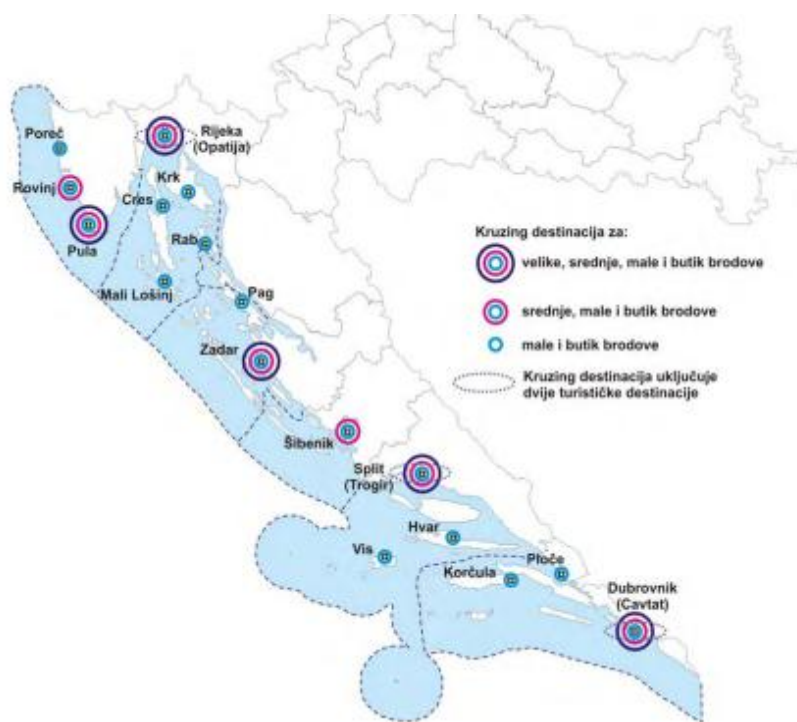 Poreč
Rijeka
(Opatija)
Krk
Rovinj
Cres
Pula
Rab
Mali Lošinj
Pag
Zadar
Šibenik
Split
(Trogir)
Hvar
Vis
Korčula
Ploče
Dubrovnik
(Cavtat)
Kruzing destinacija za:
velike, srednje, male i butik brodove
srednje, male i butik brodove
male i butik brodove
Kruzing destinacija uključuje
dvije turističke destinacije